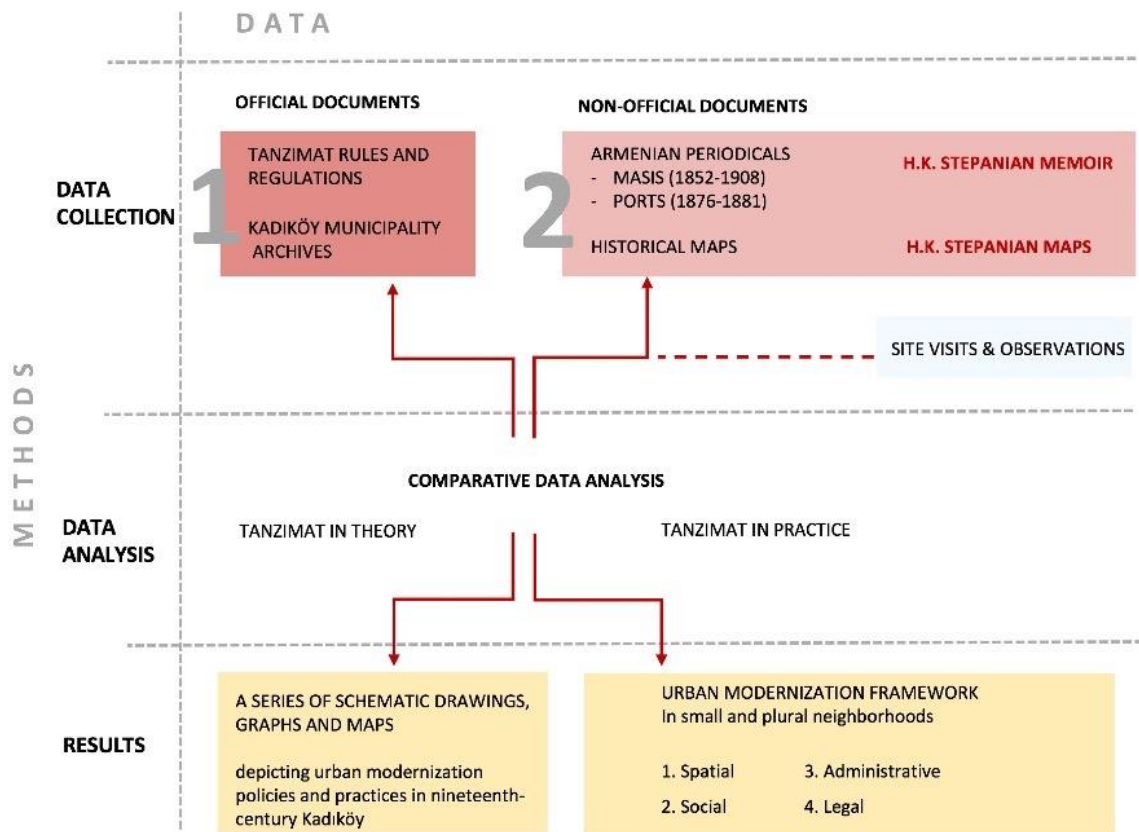 DATA
METHODS
DATA
COLLECTION
OFFICIAL DOCUMENTS
1
TANZIMAT RULES AND
REGULATIONS
KADIKÖY MUNICIPALITY
ARCHIVES
NON-OFFICIAL DOCUMENTS
2
ARMENIAN PERIODICALS
- MASIS (1852-1908)
- PORTS (1876-1881)
HISTORICAL MAPS
H.K. STEPANIAN MEMOIR
H.K. STEPANIAN MAPS
SITE VISITS & OBSERVATIONS
DATA
ANALYSIS
COMPARATIVE DATA ANALYSIS
TANZIMAT IN THEORY
TANZIMAT IN PRACTICE
RESULTS
A SERIES OF SCHEMATIC DRAWINGS,
GRAPHS AND MAPS
depicting urban modernization
policies and practices in nineteenth-
century Kadıköy
URBAN MODERNIZATION FRAMEWORK
In small and plural neighborhoods
1. Spatial
2. Social
3. Administrative
4. Legal